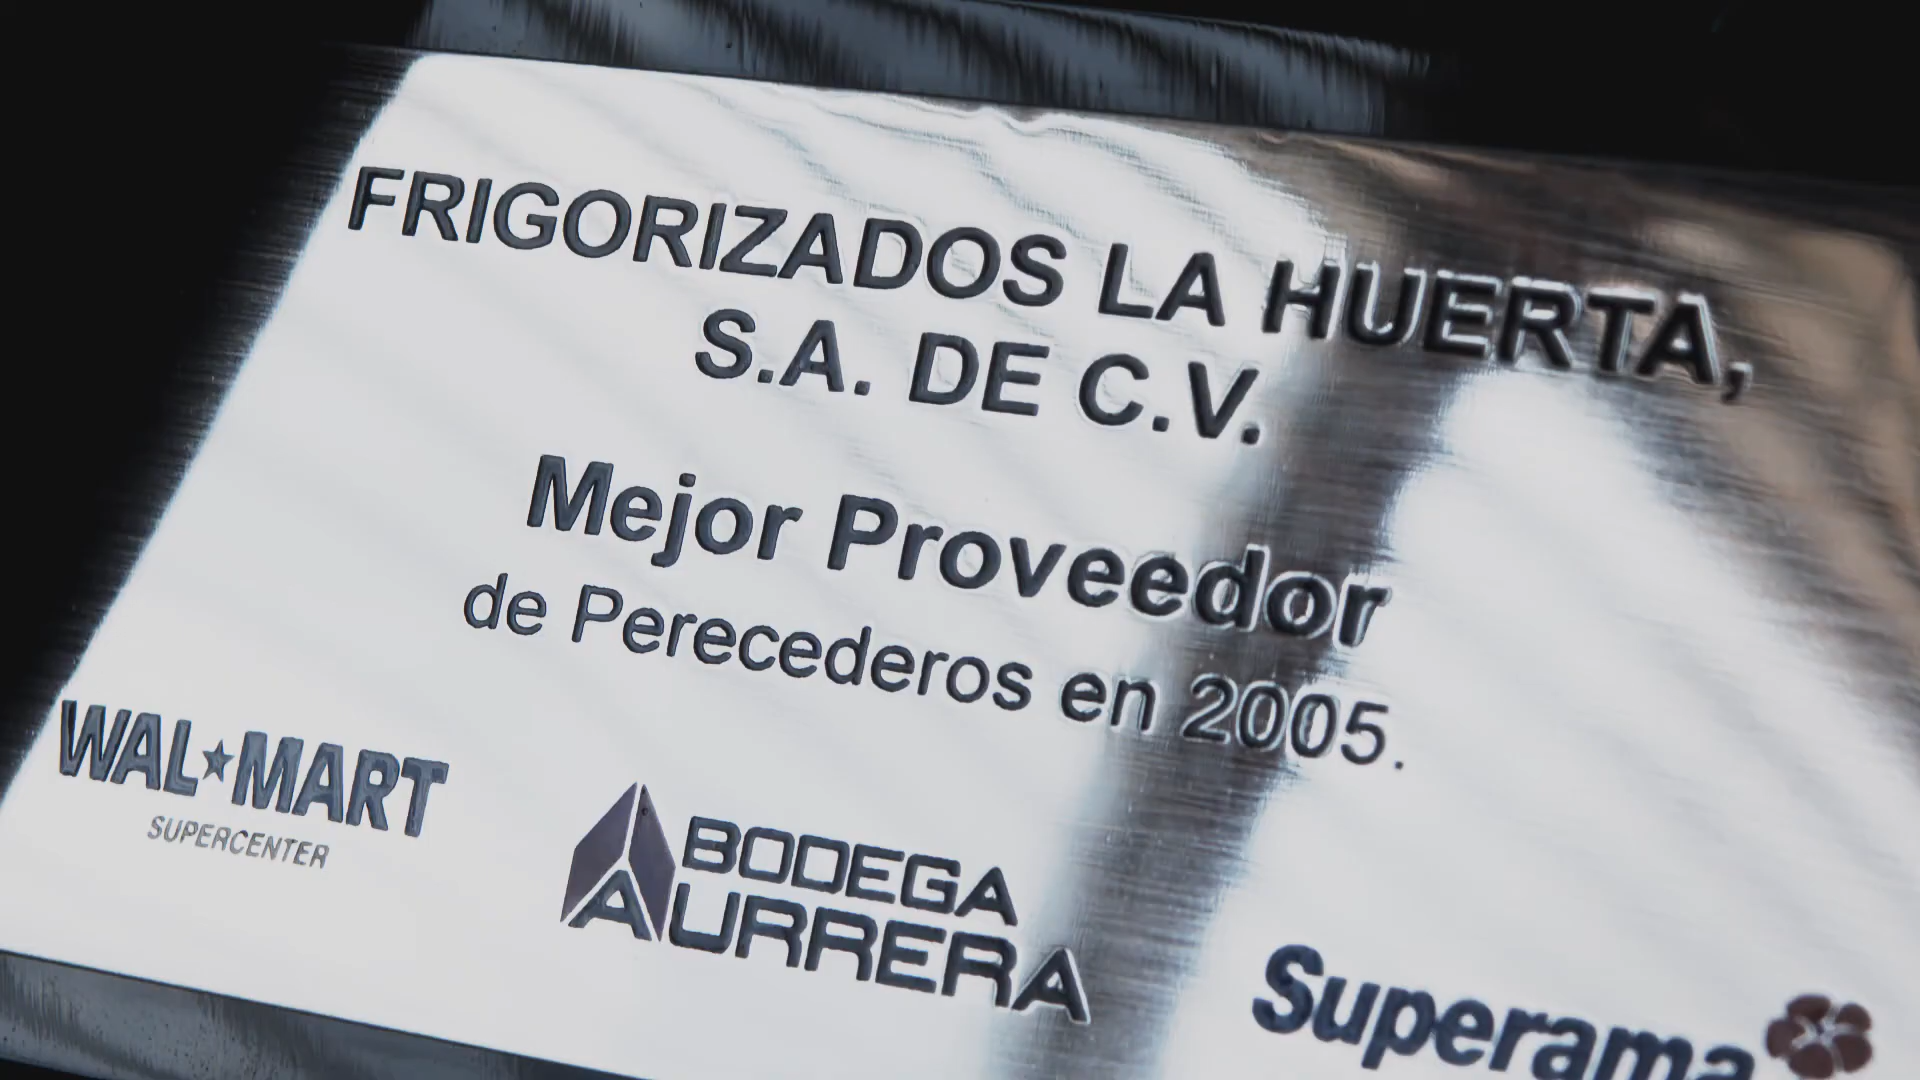 FRIGORIZADOS LA HUERTA,
S.A. DE C.V.
Mejor Proveedor
de Perecederos en 2005.
WAL★MART
SUPERCENTER
BODEGA
AURRERA
Superama